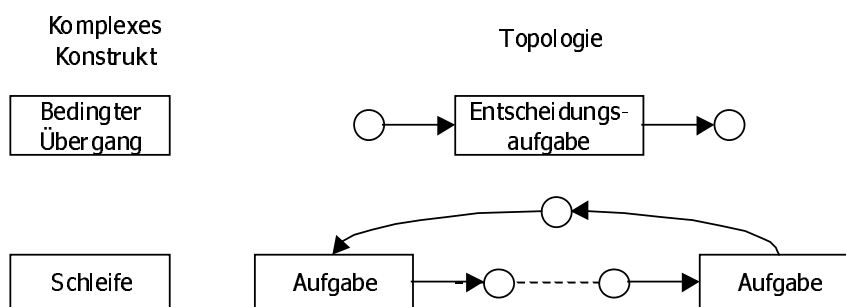 Komplexes
Konstrukt
Topologie
Bedingter
Übergang
Entscheidungs-
aufgabe
Schleife
Aufgabe
Aufgabe